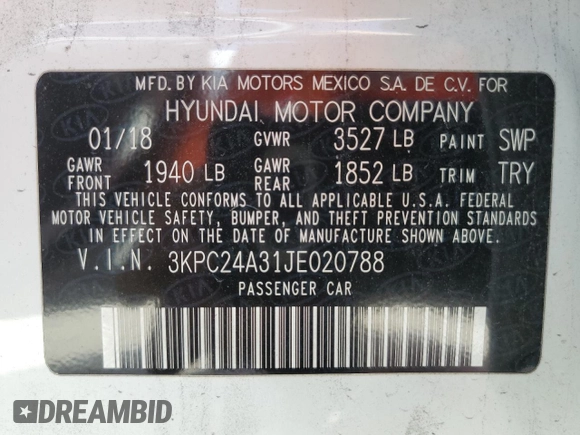 MFD. BY KIA MOTORS MEXICO S.A. DE C.V. FOR
HYUNDAI MOTOR COMPANY
01/18 GVWR 3527 LB PAINT SWP
GAWR FRONT 1940 LB GAWR REAR 1852 LB TRIM TRY
THIS VEHICLE CONFORMS TO ALL APPLICABLE U.S.A. FEDERAL
MOTOR VEHICLE SAFETY, BUMPER, AND THEFT PREVENTION STANDARDS
IN EFFECT ON THE DATE OF MANUFACTURE SHOWN ABOVE.
V.I.N. 3KPC24A31JE020788
PASSENGER CAR
DREAMBID